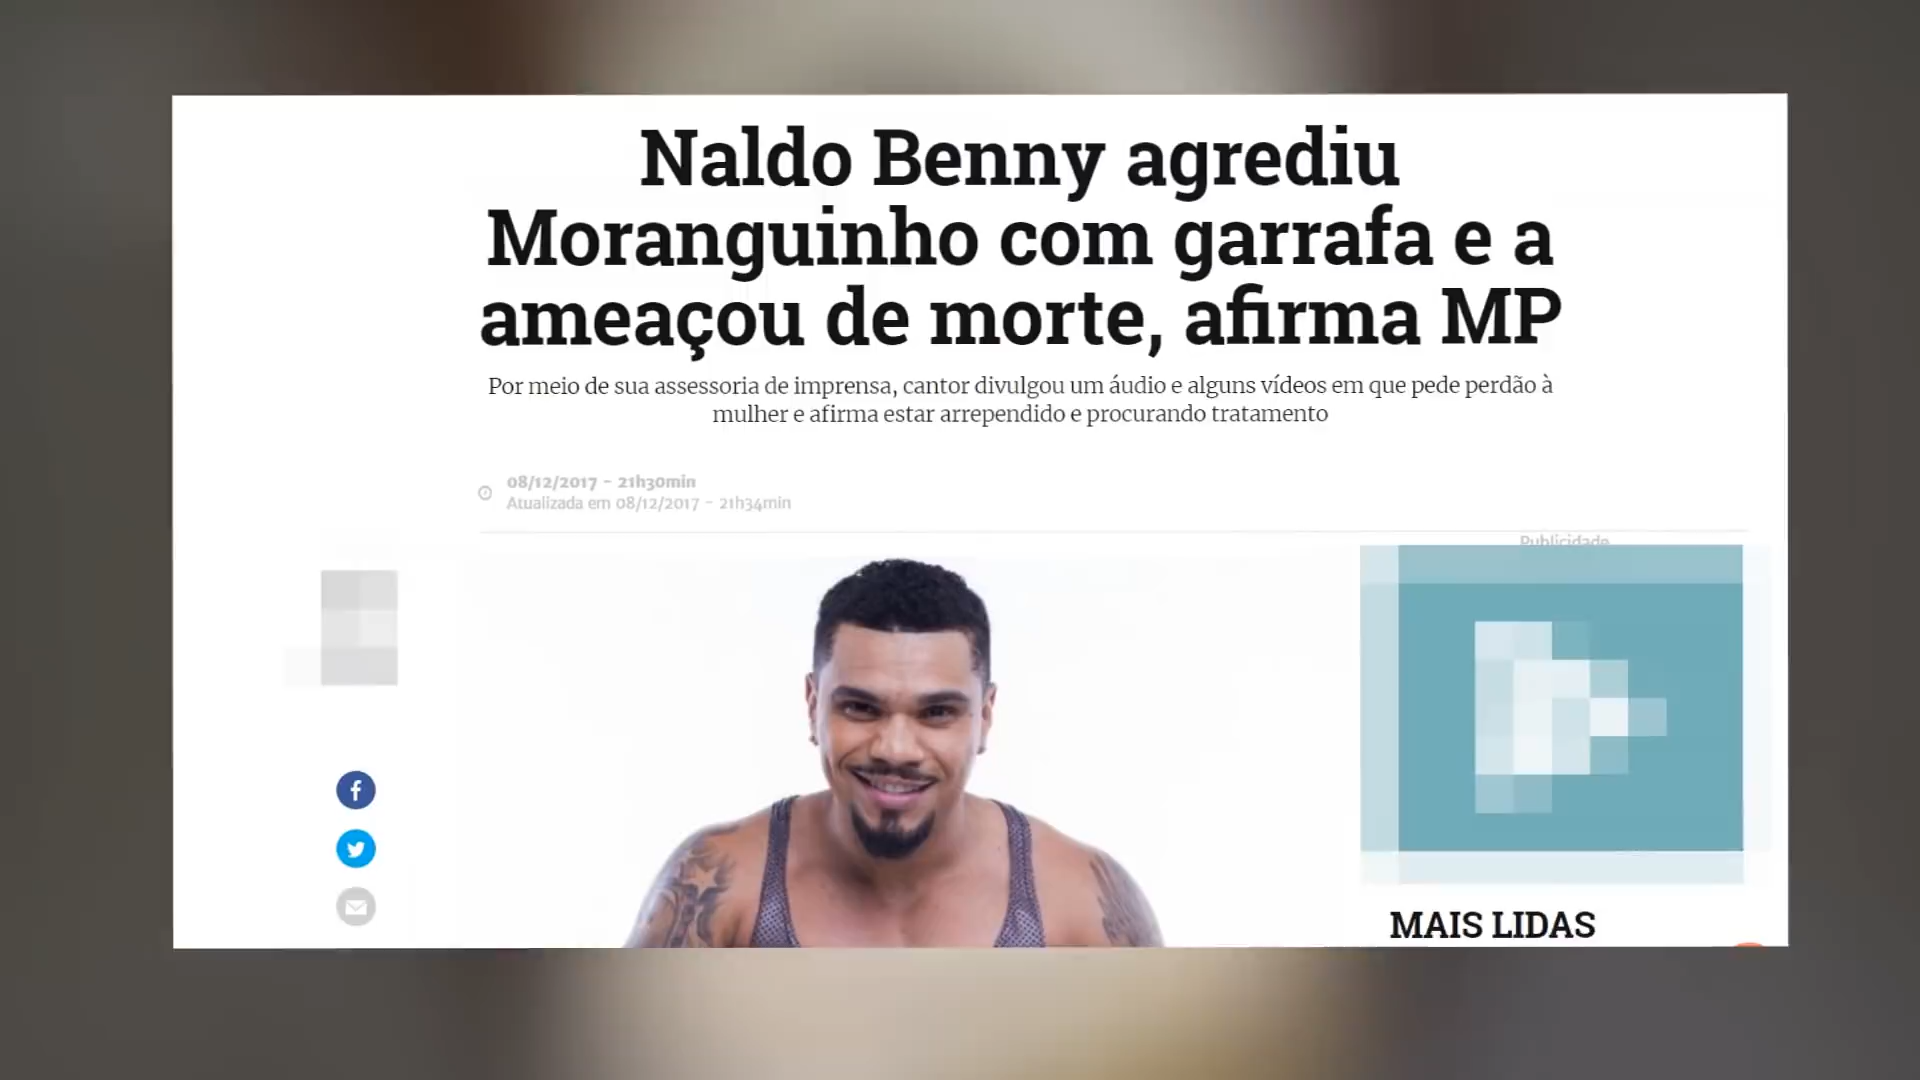 Naldo Benny agrediu
Moranguinho com garrafa e a
ameaçou de morte, afirma MP
Por meio de sua assessoria de imprensa, cantor divulgou um áudio e alguns vídeos em que pede perdão à
mulher e afirma estar arrependido e procurando tratamento
08/12/2017 - 21h30min
Atualizada em 08/12/2017 - 21h34min
Publicidade
MAIS LIDAS